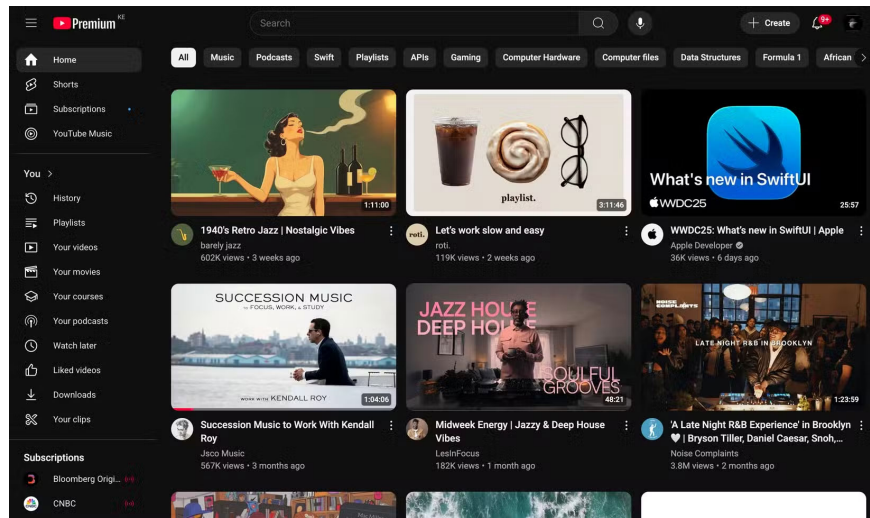 Premium KE
Search
Create
9+
Home
Shorts
Subscriptions
YouTube Music
You
History
Playlists
Your videos
Your movies
Your courses
Your podcasts
Watch later
Liked videos
Downloads
Your clips
Subscriptions
Bloomberg Origi...
CNBC
All
Music
Podcasts
Swift
Playlists
APIs
Gaming
Computer Hardware
Computer files
Data Structures
Formula 1
African
1:11:00
1940's Retro Jazz | Nostalgic Vibes
barely jazz
602K views • 3 weeks ago
playlist.
3:11:46
roti.
Let's work slow and easy
roti.
119K views • 2 weeks ago
What's new in SwiftUI
WWDC25
25:57
WWDC25: What's new in SwiftUI | Apple
Apple Developer
36K views • 6 days ago
SUCCESSION MUSIC
TO FOCUS, WORK, & STUDY
WORK WITH KENDALL ROY
1:04:06
Succession Music to Work With Kendall
Roy
Jsco Music
567K views • 3 months ago
JAZZ HOUSE
DEEP HOUSE
SOULFUL
GROOVES
48:21
Midweek Energy | Jazzy & Deep House
Vibes
LesInFocus
182K views • 1 month ago
NOISE
COMPLAINTS
LATE NIGHT R&B IN BROOKLYN
1:23:59
'A Late Night R&B Experience' in Brooklyn
🤍 | Bryson Tiller, Daniel Caesar, Snoh,...
Noise Complaints
3.8M views • 2 months ago